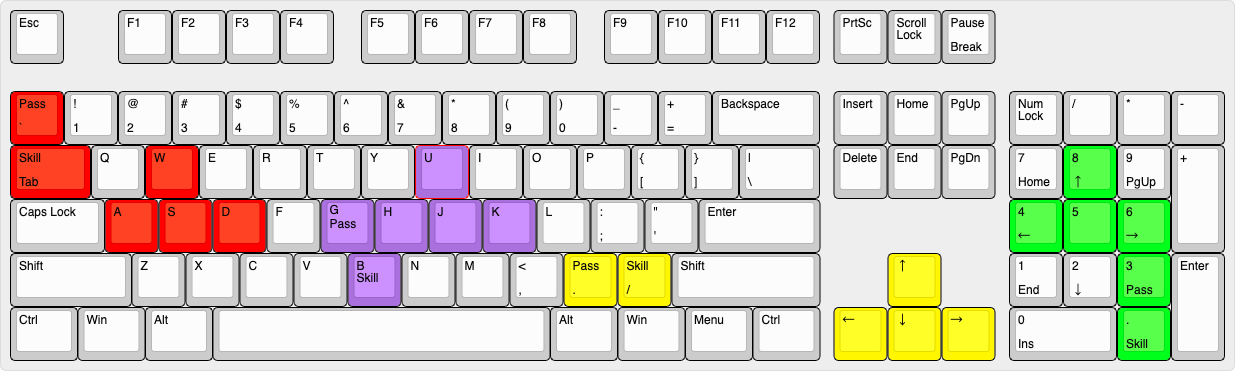 Esc F1 F2 F3 F4 F5 F6 F7 F8 F9 F10 F11 F12 PrtSc Scroll Pause
Lock
Break
Pass ! @ # $ % ^ & * ( ) _ + Backspace Insert Home PgUp Num / * -
Lock
` 1 2 3 4 5 6 7 8 9 0 - =
Skill Q W E R T Y U I O P { } | Delete End PgDn 7 8 9 +
Tab [ ] \ Home ↑ PgUp
Caps Lock A S D F G H J K L : " Enter 4 5 6
Pass
; ' ← →
Shift Z X C V B N M < Pass Skill Shift ↑ 1 2 3 Enter
Skill
, . / End ↓ Pass
Ctrl Win Alt Alt Win Menu Ctrl ← ↓ → 0 .
Ins Skill